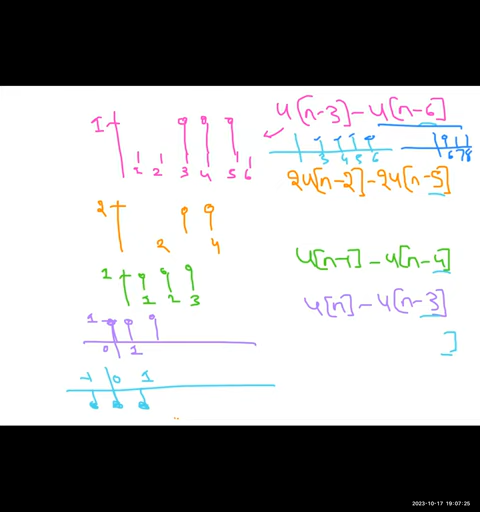 1 u[n-3] - u[n-6]
1 2 3 4 5 6
3 4 5 6 6 7 8
2 2u[n-2] - 2u[n-5]
2 4
1 u[n-1] - u[n-4]
1 2 3
1 u[n] - u[n-3]
0 1
]
-1 0 1
2023-10-17 19:07:25